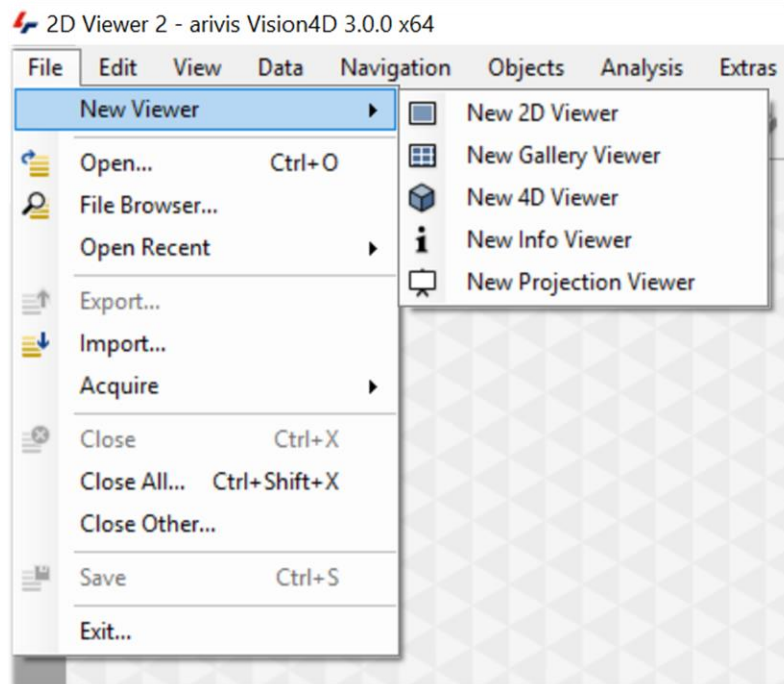 2D Viewer 2 - arivis Vision4D 3.0.0 x64
File Edit View Data Navigation Objects Analysis Extras
New Viewer
New 2D Viewer
New Gallery Viewer
New 4D Viewer
New Info Viewer
New Projection Viewer
Open... Ctrl+O
File Browser...
Open Recent
Export...
Import...
Acquire
Close Ctrl+X
Close All... Ctrl+Shift+X
Close Other...
Save Ctrl+S
Exit...